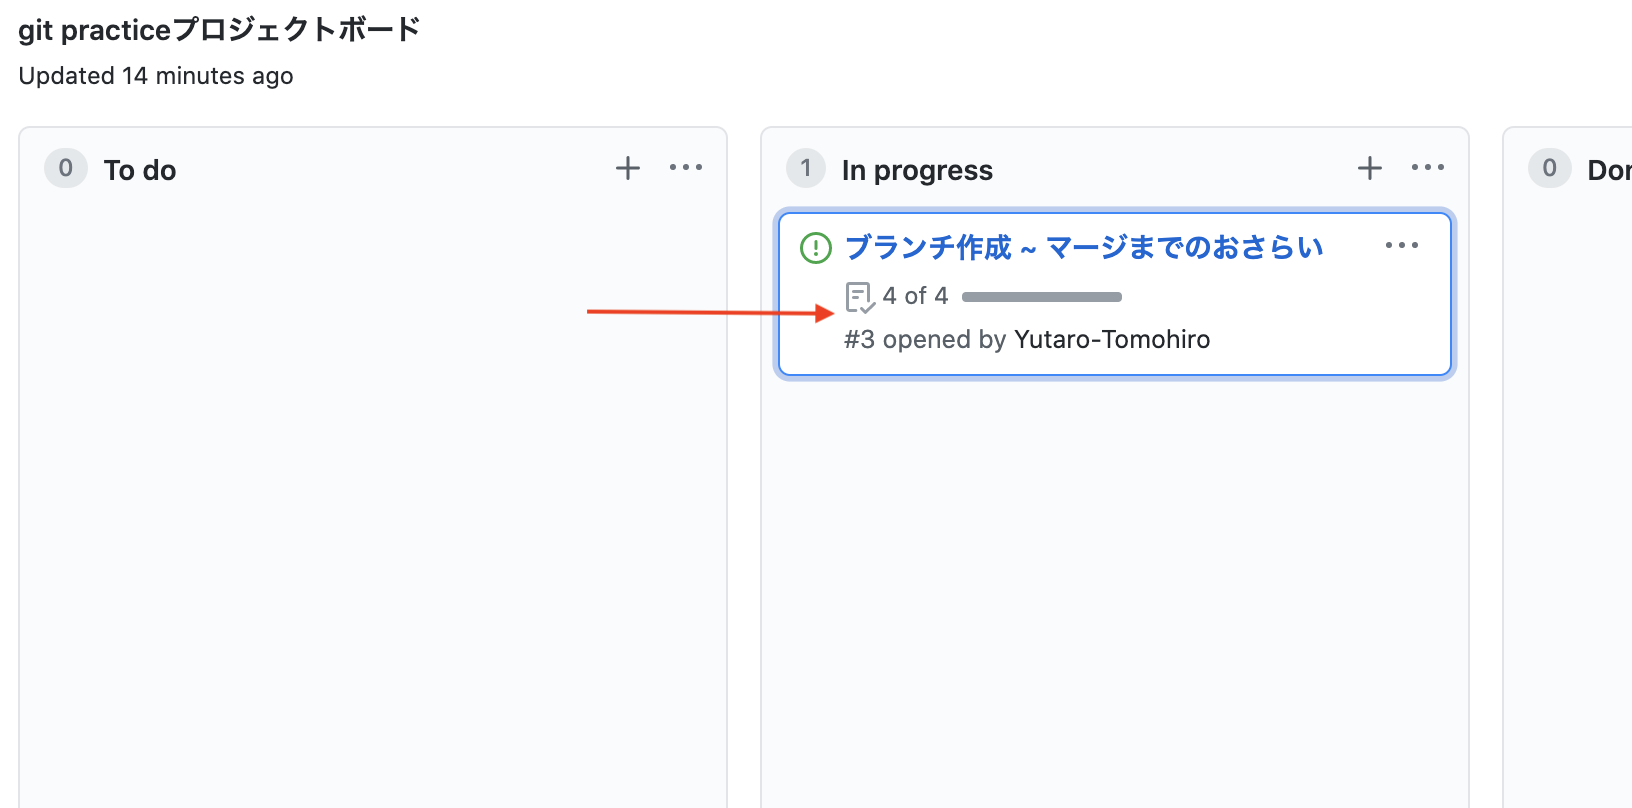 git practiceプロジェクトボード
Updated 14 minutes ago
0 To do
1 In progress
ブランチ作成 ~ マージまでのおさらい
4 of 4
#3 opened by Yutaro-Tomohiro
0